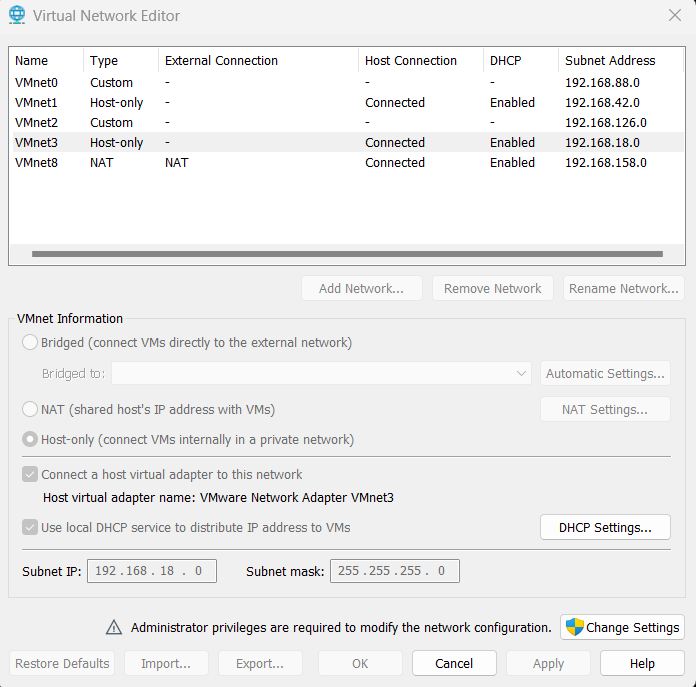 Virtual Network Editor
Name Type External Connection Host Connection DHCP Subnet Address
VMnet0 Custom - - - 192.168.88.0
VMnet1 Host-only - Connected Enabled 192.168.42.0
VMnet2 Custom - - - 192.168.126.0
VMnet3 Host-only - Connected Enabled 192.168.18.0
VMnet8 NAT NAT Connected Enabled 192.168.158.0
Add Network... Remove Network Rename Network...
VMnet Information
Bridged (connect VMs directly to the external network)
Bridged to: Automatic Settings...
NAT (shared host's IP address with VMs) NAT Settings...
Host-only (connect VMs internally in a private network)
Connect a host virtual adapter to this network
Host virtual adapter name: VMware Network Adapter VMnet3
Use local DHCP service to distribute IP address to VMs DHCP Settings...
Subnet IP: 192 . 168 . 18 . 0 Subnet mask: 255 . 255 . 255 . 0
Administrator privileges are required to modify the network configuration. Change Settings
Restore Defaults Import... Export... OK Cancel Apply Help